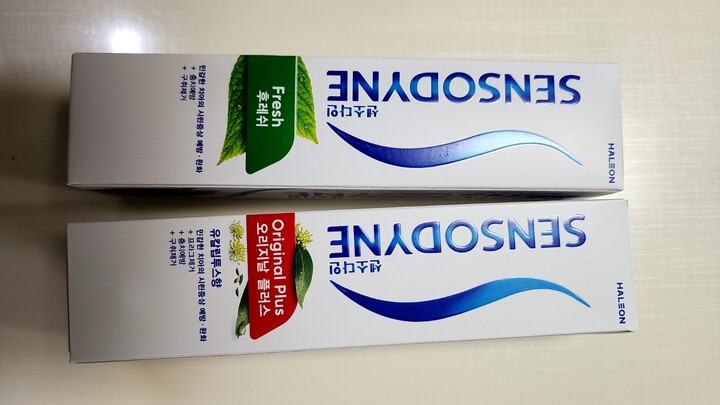 SENSODYNE
센소다인
Fresh
후레쉬
민감한 치아의 시린증상 예방·완화
+ 충치예방
+ 구취제거
HALEON
SENSODYNE
센소다인
Original Plus
오리지날 플러스
유칼립투스향
민감한 치아의 시린증상 예방·완화
+ 프라그제거
+ 충치예방
+ 구취제거
HALEON